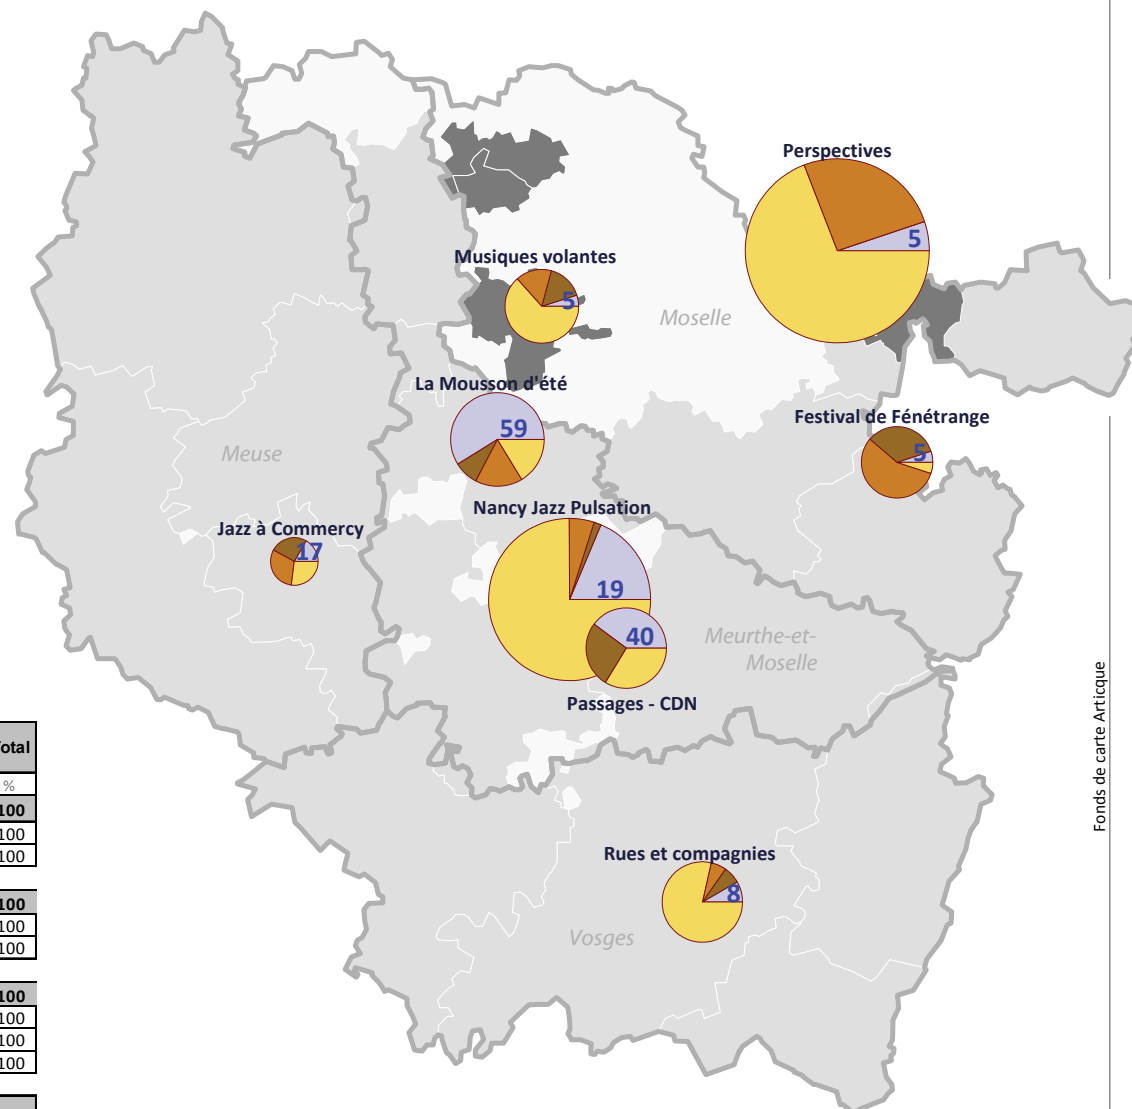 Perspectives
5
Musiques volantes
5
Moselle
La Mousson d'été
59
Festival de Fénétrange
5
Meuse
Nancy Jazz Pulsation
19
Jazz à Commercy
17
40
Meurthe-et-
Moselle
Passages - CDN
Fonds de carte Articque
Total
%
100
100
100
100
100
100
100
100
100
100
Rues et compagnies
8
Vosges